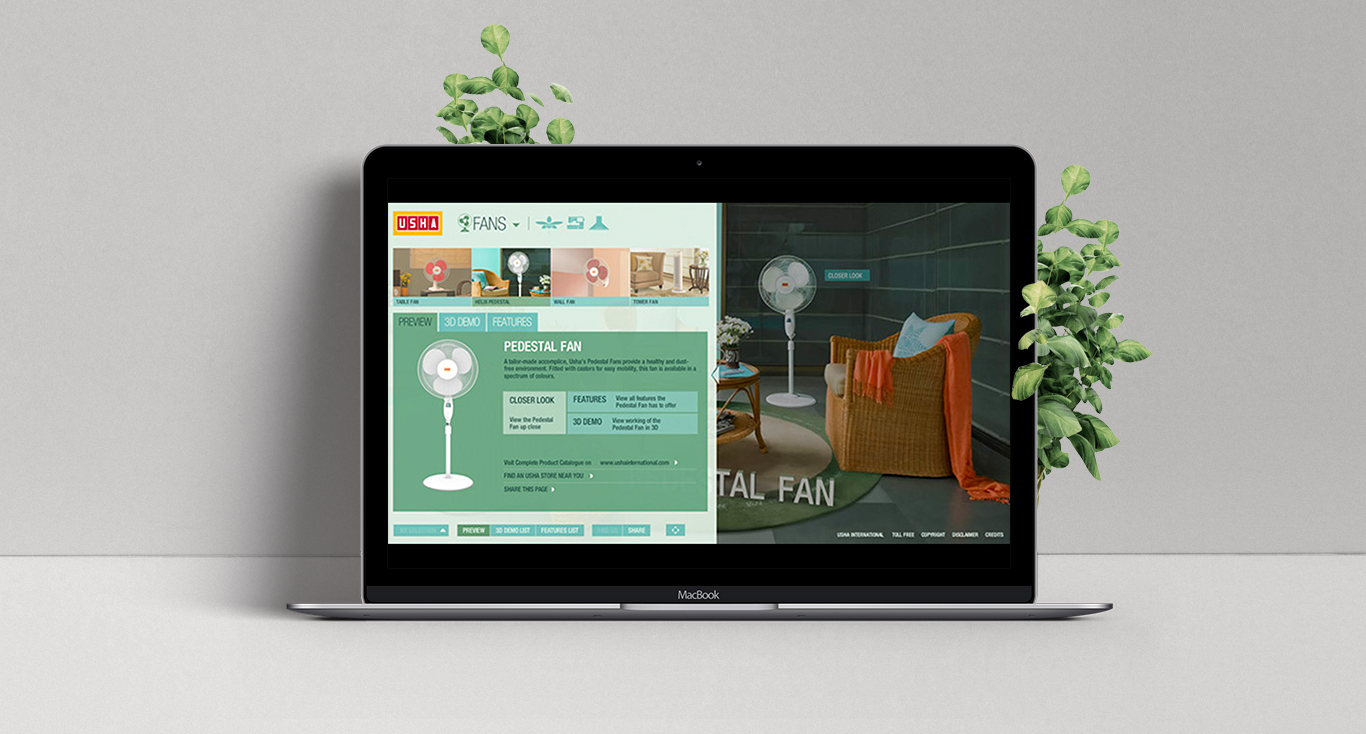 USHA
FANS
TABLE FAN
HELIX PEDESTAL
WALL FAN
TOWER FAN
PREVIEW
3D DEMO
FEATURES
PEDESTAL FAN
A tailor-made accomplice, Usha's Pedestal Fans provide a healthy and dust-
free environment. Fitted with castors for easy mobility, this fan is available in a
spectrum of colours.
CLOSER LOOK
View the Pedestal
Fan up close
FEATURES
View all features the
Pedestal Fan has to offer
3D DEMO
View working of the
Pedestal Fan in 3D
Visit Complete Product Catalogue on www.ushainternational.com
FIND AN USHA STORE NEAR YOU
SHARE THIS PAGE
PREVIEW
3D DEMO LIST
FEATURES LIST
SHARE
CLOSER LOOK
TAL FAN
USHA INTERNATIONAL
TOLL FREE
COPYRIGHT
DISCLAIMER
CREDITS
MacBook